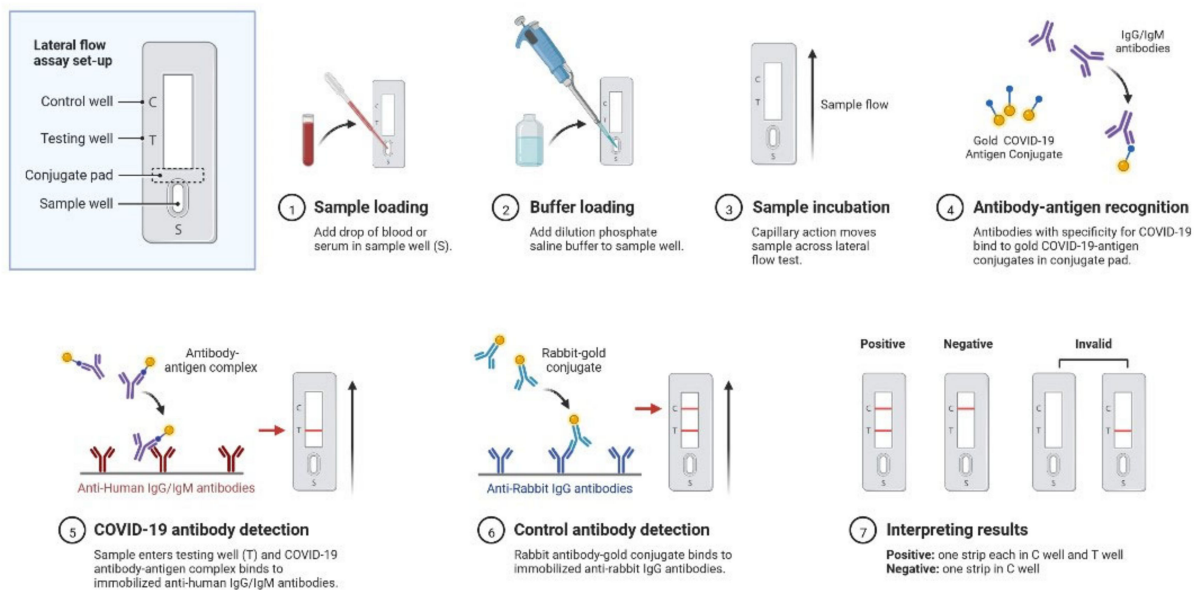 Lateral flow
assay set-up
Control well
Testing well
Conjugate pad
Sample well
C
T
S
C
T
S
1 Sample loading
Add drop of blood or
serum in sample well (S).
C
S
2 Buffer loading
Add dilution phosphate
saline buffer to sample well.
C
T
S
Sample flow
3 Sample incubation
Capillary action moves
sample across lateral
flow test.
IgG/IgM
antibodies
Gold COVID-19
Antigen Conjugate
4 Antibody-antigen recognition
Antibodies with specificity for COVID-19
bind to gold COVID-19-antigen
conjugates in conjugate pad.
Antibody-
antigen complex
Anti-Human IgG/IgM antibodies
C
T
S
5 COVID-19 antibody detection
Sample enters testing well (T) and COVID-19
antibody-antigen complex binds to
immobilized anti-human IgG/IgM antibodies.
Rabbit-gold
conjugate
Anti-Rabbit IgG antibodies
C
T
S
6 Control antibody detection
Rabbit antibody-gold conjugate binds to
immobilized anti-rabbit IgG antibodies.
Positive Negative Invalid
C C C C
T T T T
S S S S
7 Interpreting results
Positive: one strip each in C well and T well
Negative: one strip in C well